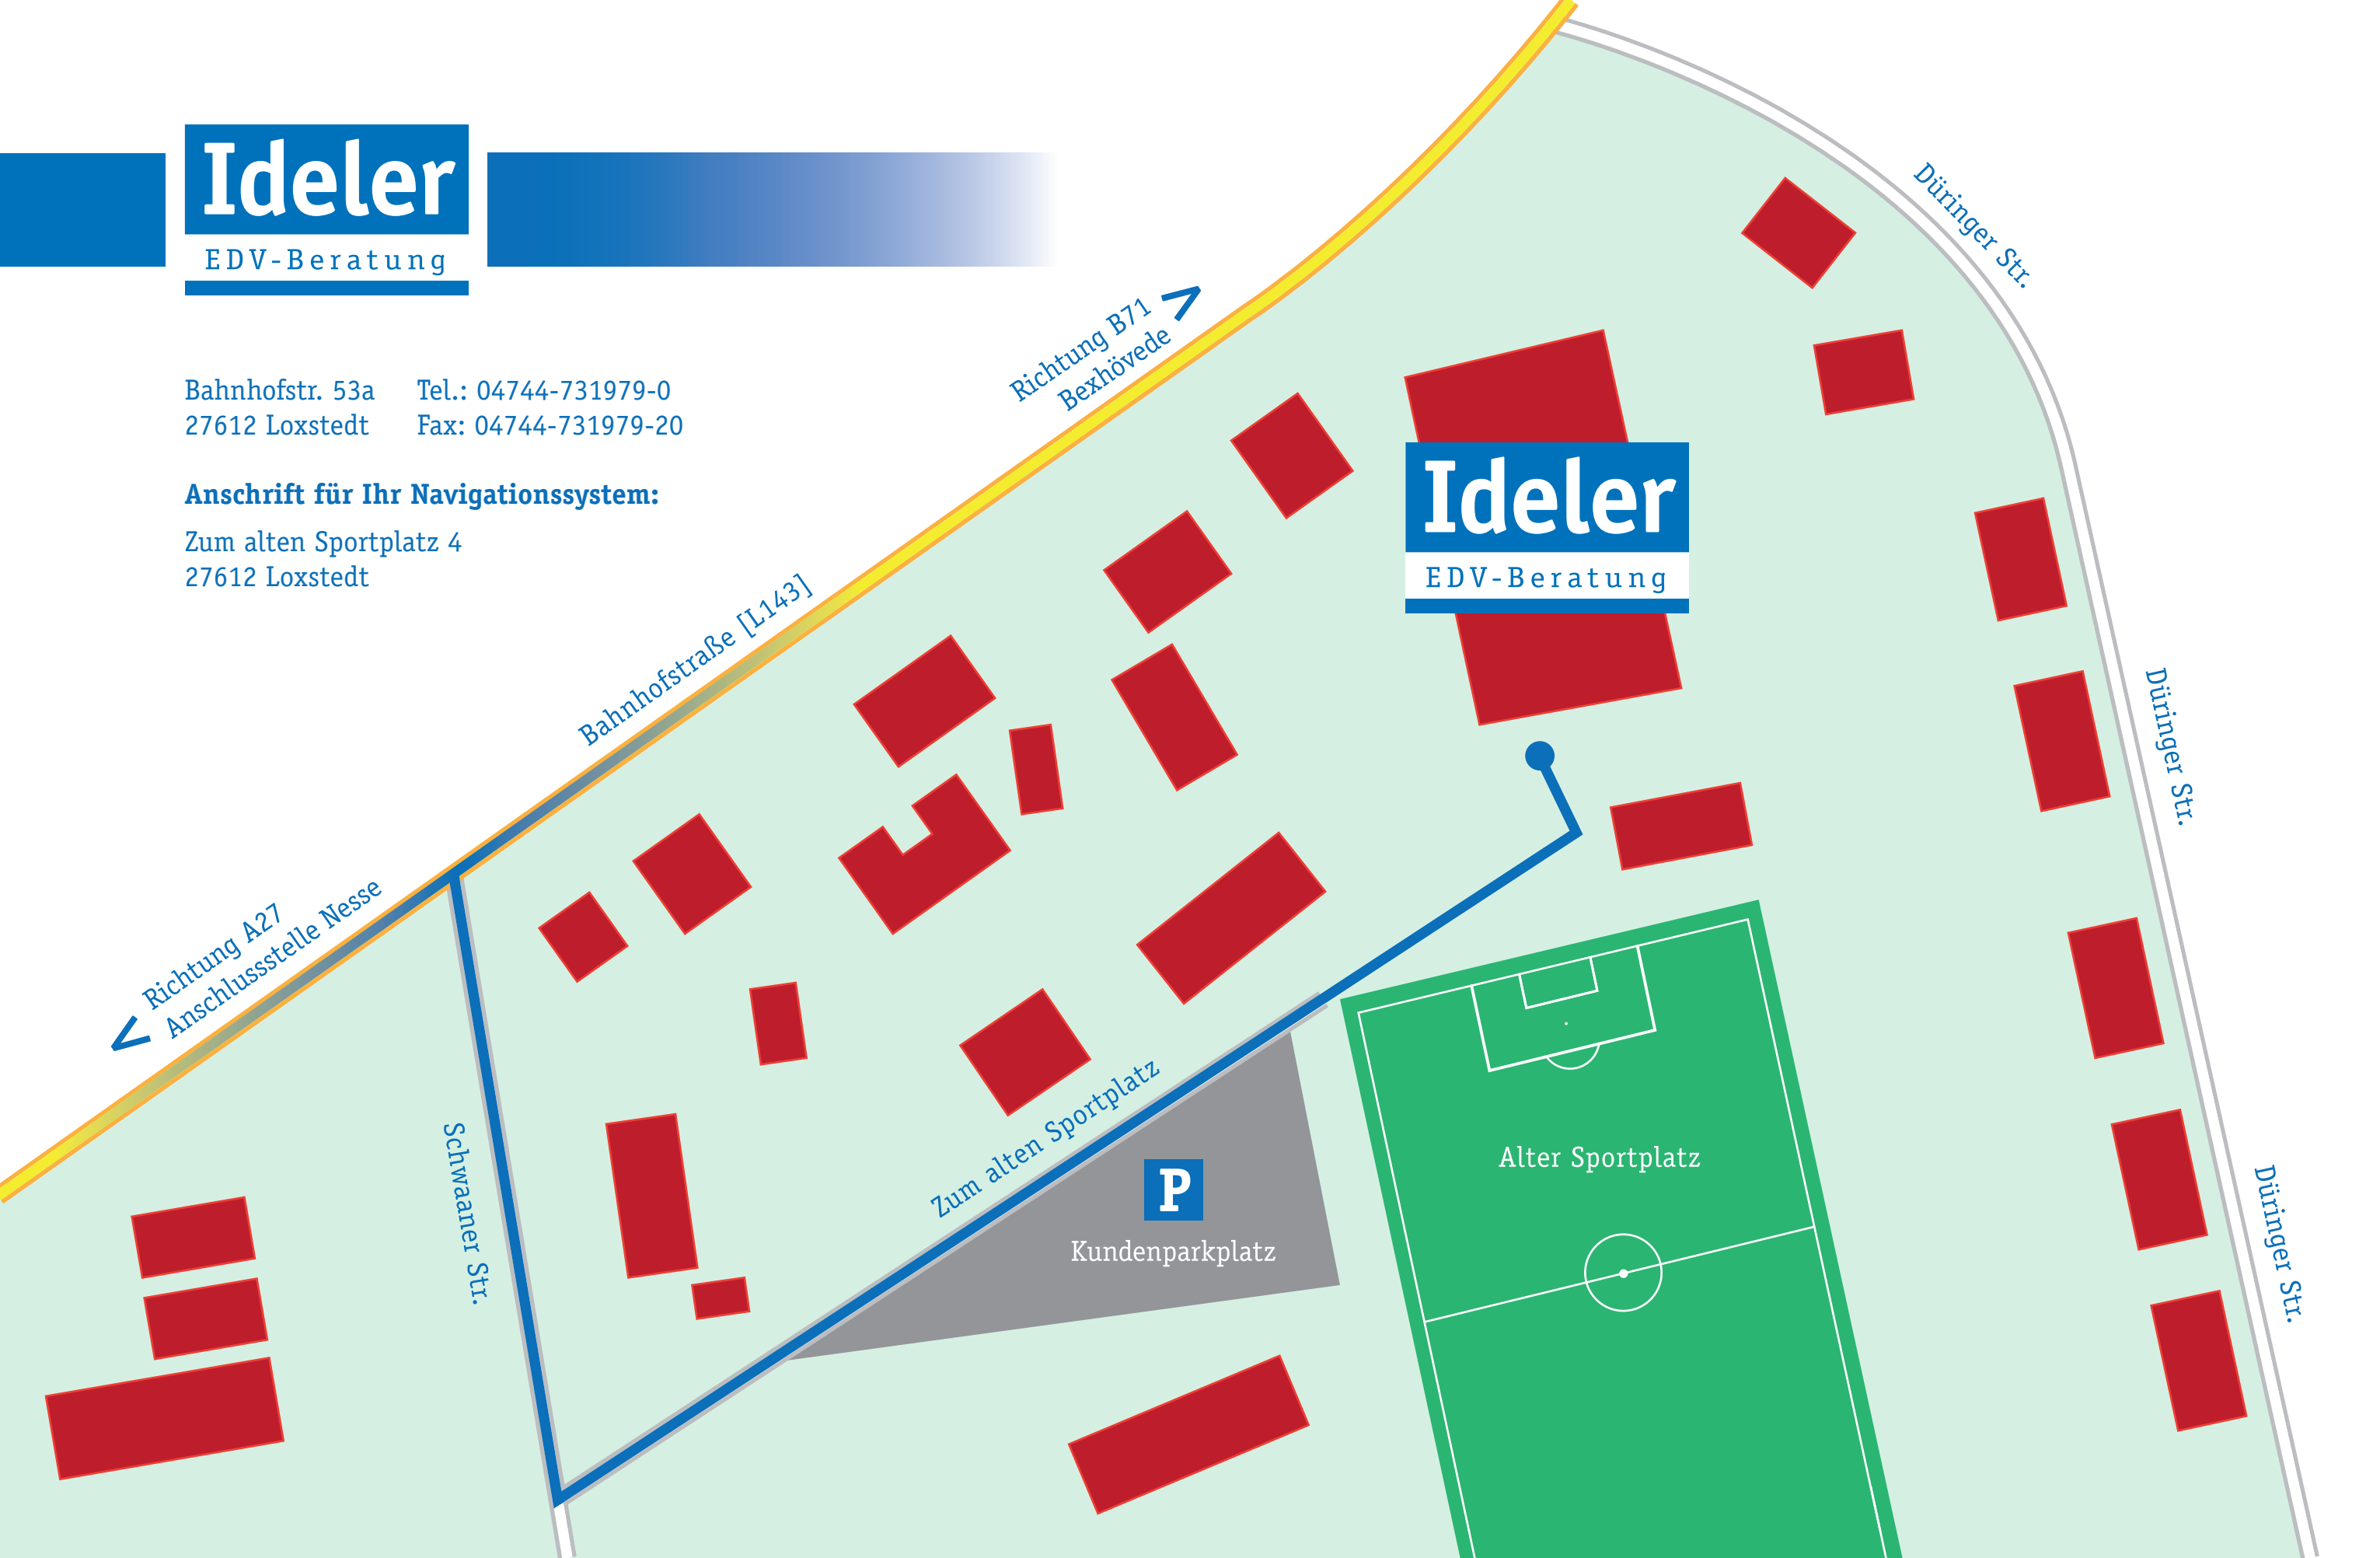 Ideler
EDV-Beratung
Bahnhofstr. 53a
27612 Loxstedt
Tel.: 04744-731979-0
Fax: 04744-731979-20
Anschrift für Ihr Navigationssystem:
Zum alten Sportplatz 4
27612 Loxstedt
Richtung B71
Bexhövede
Bahnhofstraße [L143]
Richtung A27
Anschlussstelle Nesse
Schwaaner Str.
Zum alten Sportplatz
P
Kundenparkplatz
Ideler
EDV-Beratung
Alter Sportplatz
Düringer Str.
Düringer Str.
Düringer Str.